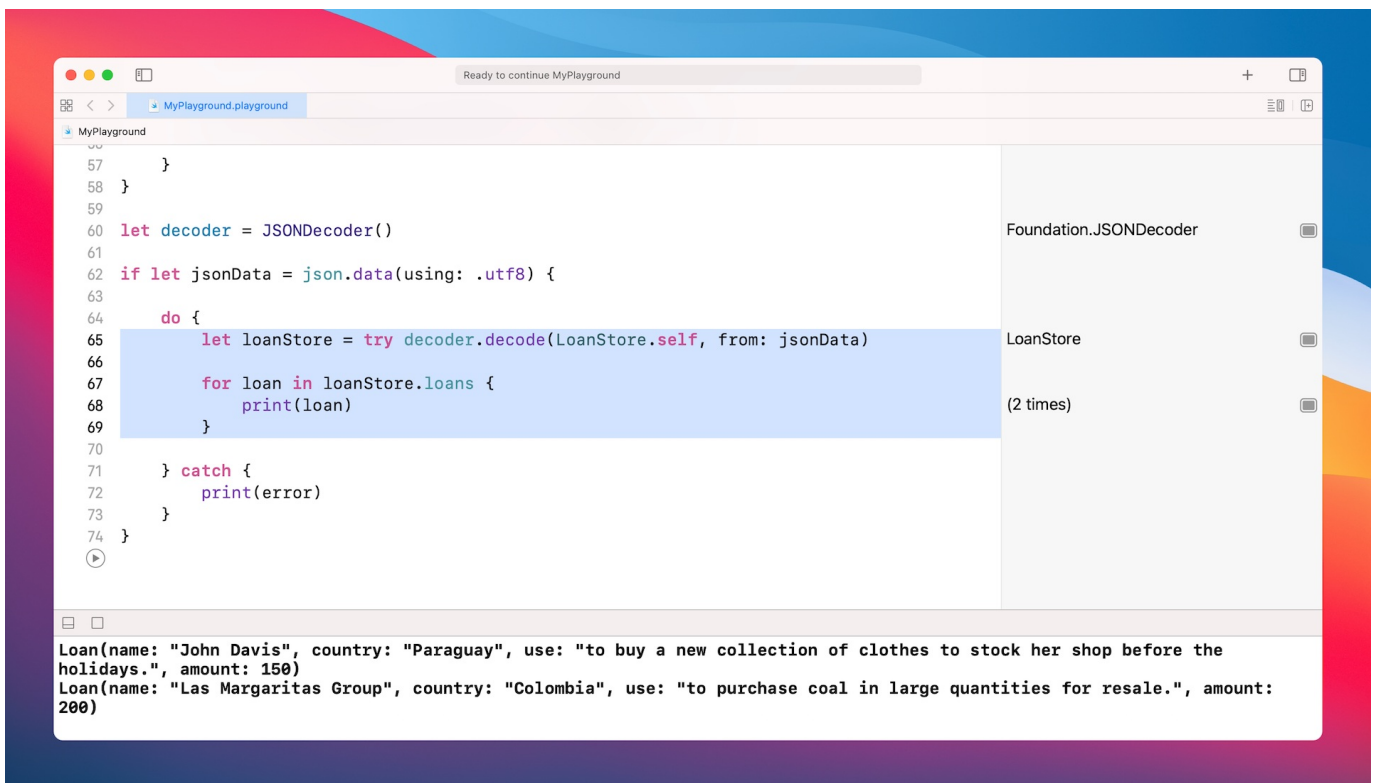 Ready to continue MyPlayground
MyPlayground.playground
MyPlayground
57 }
58 }
59
60 let decoder = JSONDecoder()
Foundation.JSONDecoder
61
62 if let jsonData = json.data(using: .utf8) {
63
64 do {
65 let loanStore = try decoder.decode(LoanStore.self, from: jsonData)
LoanStore
66
67 for loan in loanStore.loans {
68 print(loan)
(2 times)
69 }
70
71 } catch {
72 print(error)
73 }
74 }
Loan(name: "John Davis", country: "Paraguay", use: "to buy a new collection of clothes to stock her shop before the
holidays.", amount: 150)
Loan(name: "Las Margaritas Group", country: "Colombia", use: "to purchase coal in large quantities for resale.", amount:
200)